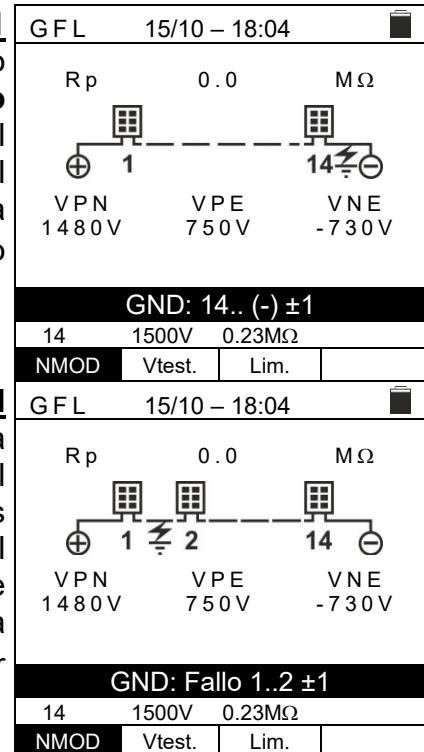 GFL 15/10 – 18:04
Rp 0.0 MΩ
1 14
VPN VPE VNE
1480V 750V -730V
GND: 14.. (-) ±1
14 1500V 0.23MΩ
NMOD Vtest. Lim.
GFL 15/10 – 18:04
Rp 0.0 MΩ
1 2 14
VPN VPE VNE
1480V 750V -730V
GND: Fallo 1..2 ±1
14 1500V 0.23MΩ
NMOD Vtest. Lim.